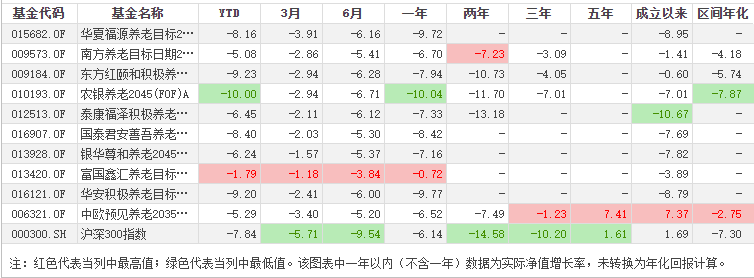 基金代码 基金名称 YTD 3月 6月 一年 两年 三年 五年 成立以来 区间年化
015682.OF 华夏福源养老目标2… -8.16 -3.91 -6.16 -9.72 — — — -8.95 —
009573.OF 南方养老目标日期2… -5.08 -2.86 -5.41 -6.70 -7.23 -3.09 — -1.41 -4.18
009184.OF 东方红颐和积极养… -9.23 -2.94 -6.28 -7.94 -10.73 -4.05 — -0.60 -5.74
010193.OF 农银养老2045(FOF)A -10.00 -2.94 -6.71 -10.04 -11.70 -7.01 — -7.01 -7.87
012513.OF 泰康福泽积极养老… -6.45 -2.11 -6.12 -7.33 -13.18 — — -10.67 —
016907.OF 国泰君安善吾养老… -8.40 -2.03 -5.30 -8.42 — — — -7.69 —
013928.OF 银华尊和养老2045… -6.24 -1.57 -5.37 -7.16 — — — -7.82 —
013420.OF 富国鑫汇养老目标… -1.79 -1.18 -3.84 -0.72 — — — -3.89 —
016121.OF 华安积极养老目标… -9.20 -2.41 -6.00 -9.77 — — — -8.79 —
006321.OF 中欧预见养老2035… -5.29 -3.40 -5.20 -6.52 -7.49 -1.23 7.41 7.37 -2.75
000300.SH 沪深300指数 -7.84 -5.71 -9.54 -6.14 -14.58 -10.20 1.61 1.69 -7.30
注：红色代表当列中最高值；绿色代表当列中最低值。该图表中一年以内（不含一年）数据为实际净值增长率，未转换为年化回报计算。